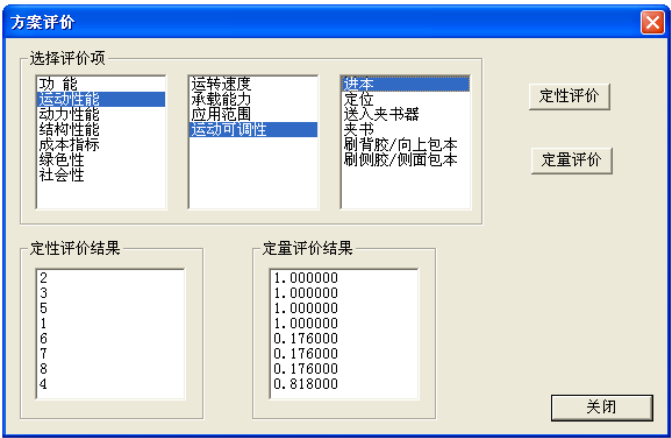 方案评价
选择评价项
功 能
运动性能
动力性能
结构性能
成本指标
绿色性
社会性
运转速度
承载能力
应用范围
运动可调性
进本
定位
送入夹书器
夹书
刷背胶/向上包本
刷侧胶/侧面包本
定性评价
定量评价
定性评价结果
2
3
5
1
6
7
8
4
定量评价结果
1.000000
1.000000
1.000000
1.000000
0.176000
0.176000
0.176000
0.818000
关闭